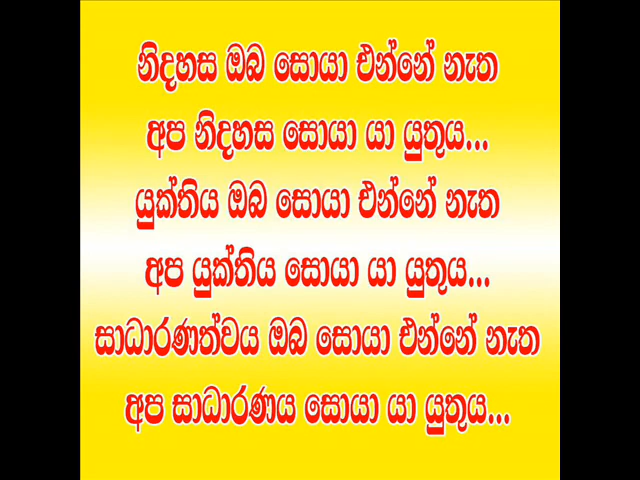 නිදහස ඔබ සොයා එන්නේ නැත
අප නිදහස සොයා යා යුතුය...
යුක්තිය ඔබ සොයා එන්නේ නැත
අප යුක්තිය සොයා යා යුතුය...
සාධාරණත්වය ඔබ සොයා එන්නේ නැත
අප සාධාරණය සොයා යා යුතුය...